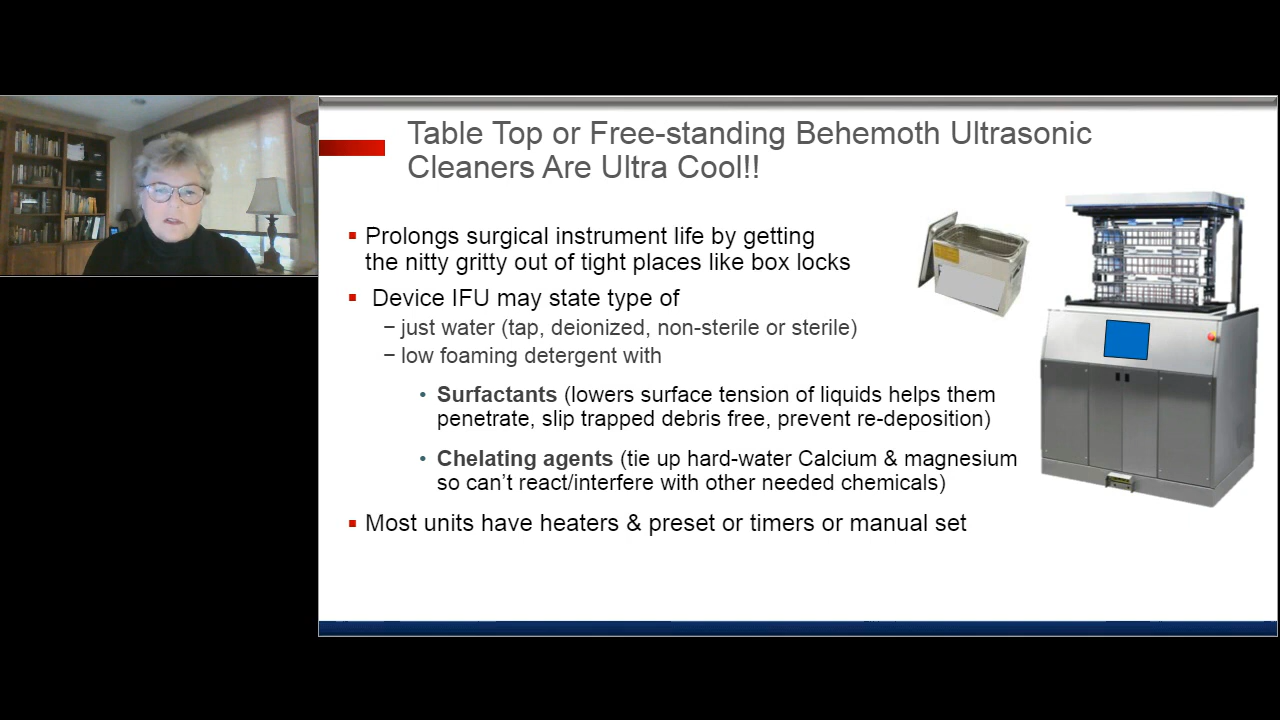 Table Top or Free-standing Behemoth Ultrasonic
Cleaners Are Ultra Cool!!
Prolongs surgical instrument life by getting
the nitty gritty out of tight places like box locks
Device IFU may state type of
− just water (tap, deionized, non-sterile or sterile)
− low foaming detergent with
• Surfactants (lowers surface tension of liquids helps them
penetrate, slip trapped debris free, prevent re-deposition)
• Chelating agents (tie up hard-water Calcium & magnesium
so can't react/interfere with other needed chemicals)
Most units have heaters & preset or timers or manual set